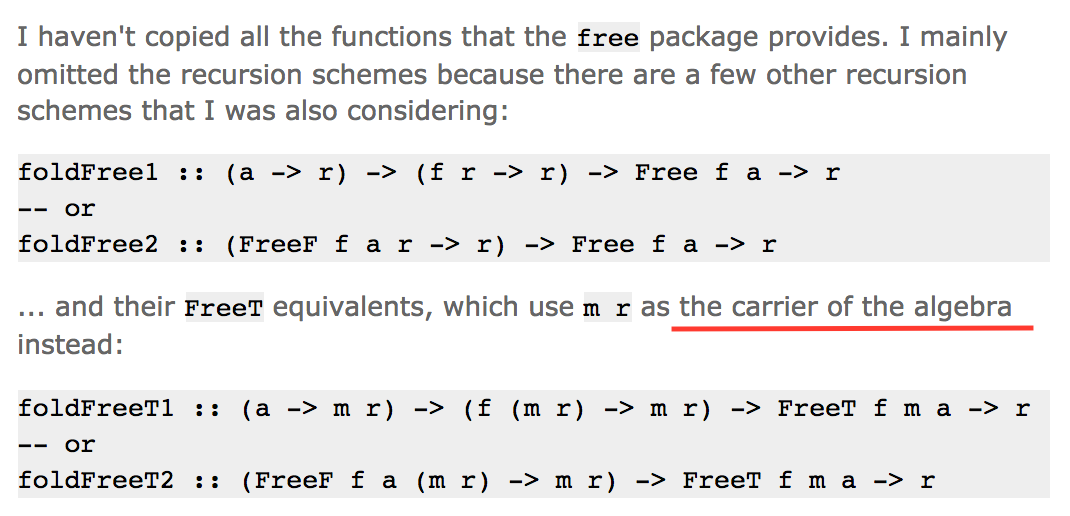 I haven't copied all the functions that the free package provides. I mainly
omitted the recursion schemes because there are a few other recursion
schemes that I was also considering:
foldFree1 :: (a -> r) -> (f r -> r) -> Free f a -> r
-- or
foldFree2 :: (FreeF f a r -> r) -> Free f a -> r
... and their FreeT equivalents, which use m r as the carrier of the algebra
instead:
foldFreeT1 :: (a -> m r) -> (f (m r) -> m r) -> FreeT f m a -> r
-- or
foldFreeT2 :: (FreeF f a (m r) -> m r) -> FreeT f m a -> r